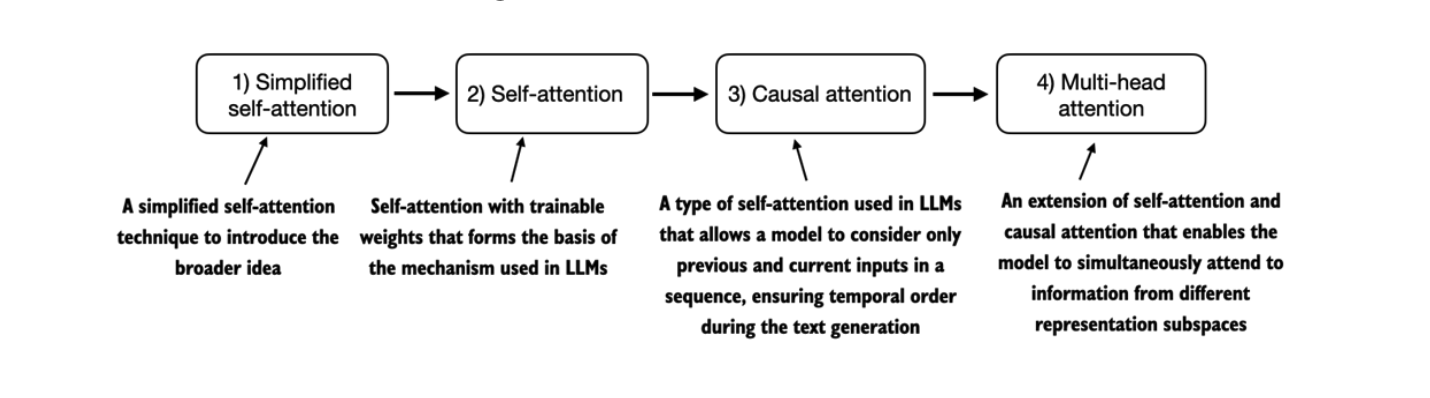 1) Simplified
self-attention
2) Self-attention
3) Causal attention
4) Multi-head
attention
A simplified self-attention
technique to introduce the
broader idea
Self-attention with trainable
weights that forms the basis of
the mechanism used in LLMs
A type of self-attention used in LLMs
that allows a model to consider only
previous and current inputs in a
sequence, ensuring temporal order
during the text generation
An extension of self-attention and
causal attention that enables the
model to simultaneously attend to
information from different
representation subspaces